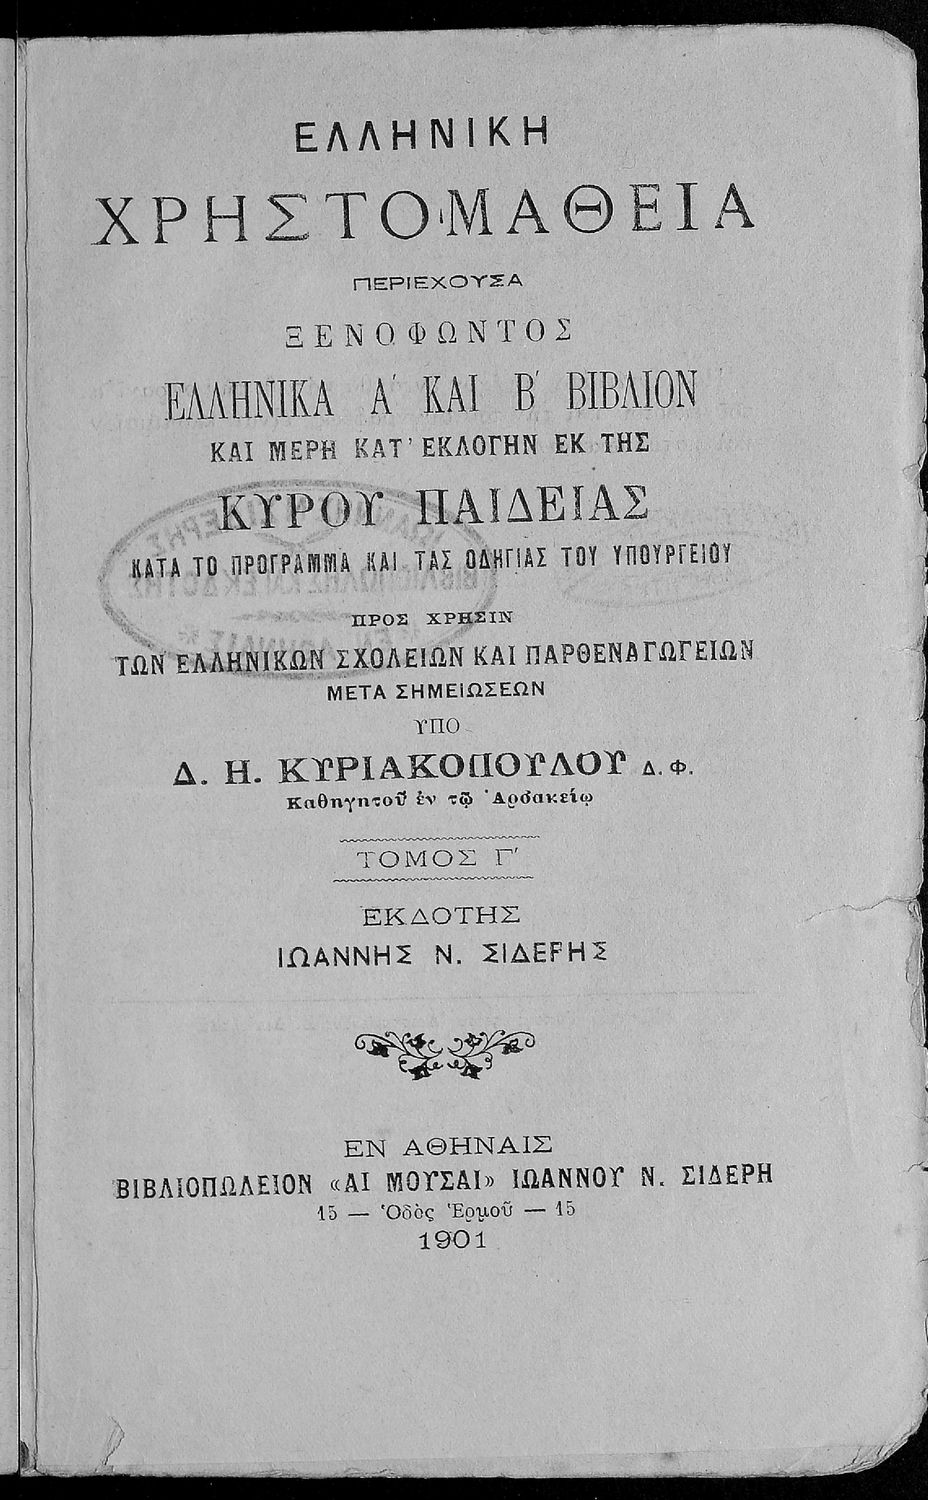 ΕΛΛΗΝΙΚΗ
ΧΡΗΣΤΟΜΑΘΕΙΑ
ΠΕΡΙΕΧΟΥΣΑ
ΞΕΝΟΦΩΝΤΟΣ
ΕΛΛΗΝΙΚΑ Α΄ ΚΑΙ Β΄ ΒΙΒΛΙΟΝ
ΚΑΙ ΜΕΡΗ ΚΑΤ' ΕΚΛΟΓΗΝ ΕΚ ΤΗΣ
ΚΥΡΟΥ ΠΑΙΔΕΙΑΣ
ΚΑΤΑ ΤΟ ΠΡΟΓΡΑΜΜΑ ΚΑΙ ΤΑΣ ΟΔΗΓΙΑΣ ΤΟΥ ΥΠΟΥΡΓΕΙΟΥ
ΠΡΟΣ ΧΡΗΣΙΝ
ΤΩΝ ΕΛΛΗΝΙΚΩΝ ΣΧΟΛΕΙΩΝ ΚΑΙ ΠΑΡΘΕΝΑΓΩΓΕΙΩΝ
ΜΕΤΑ ΣΗΜΕΙΩΣΕΩΝ
ΥΠΟ
Δ. Η. ΚΥΡΙΑΚΟΠΟΥΛΟΥ Δ. Φ.
Καθηγητοῦ ἐν τῷ Ἀρσακείῳ
ΤΟΜΟΣ Γ΄
ΕΚΔΟΤΗΣ
ΙΩΑΝΝΗΣ Ν. ΣΙΔΕΡΗΣ
ΕΝ ΑΘΗΝΑΙΣ
ΒΙΒΛΙΟΠΩΛΕΙΟΝ «ΑΙ ΜΟΥΣΑΙ» ΙΩΑΝΝΟΥ Ν. ΣΙΔΕΡΗ
15 — Ὁδὸς Ἑρμοῦ — 15
1901